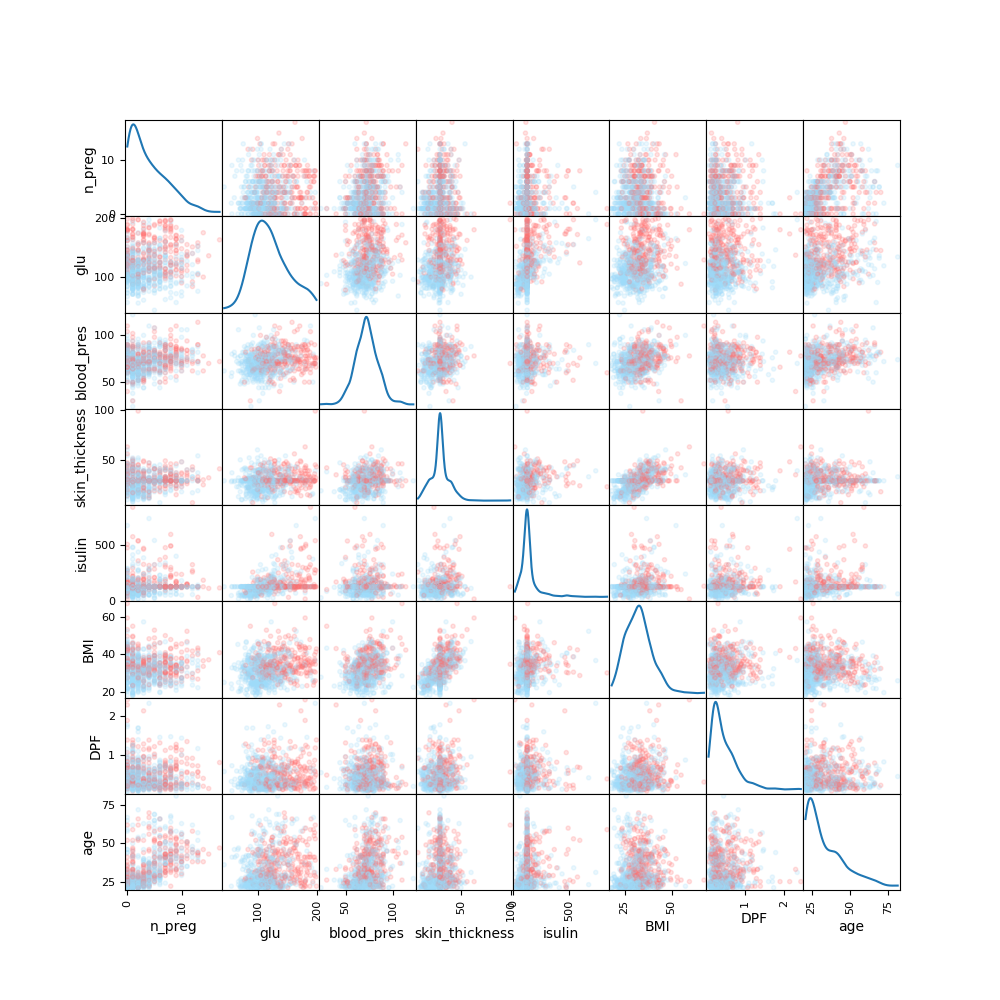 n_preg
10
0
glu
200
100
blood_pres
100
50
skin_thickness
100
50
isulin
500
0
BMI
60
40
20
DPF
2
1
age
75
50
25
0 10 100 200 50 100 50 100 0 500 25 50 1 2 25 50 75
n_preg glu blood_pres skin_thickness isulin BMI DPF age